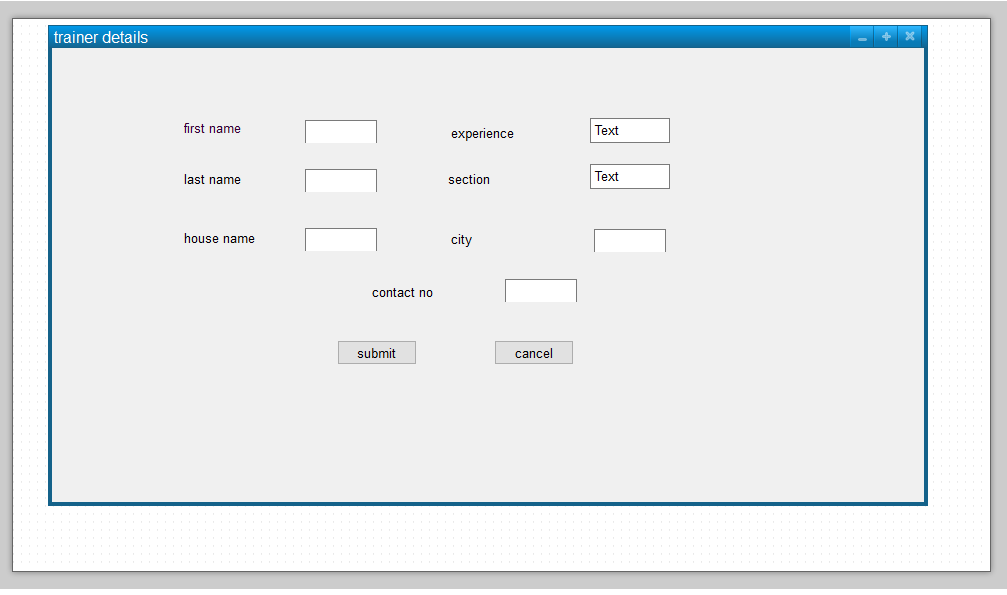 trainer details
first name
experience
Text
last name
section
Text
house name
city
contact no
submit
cancel